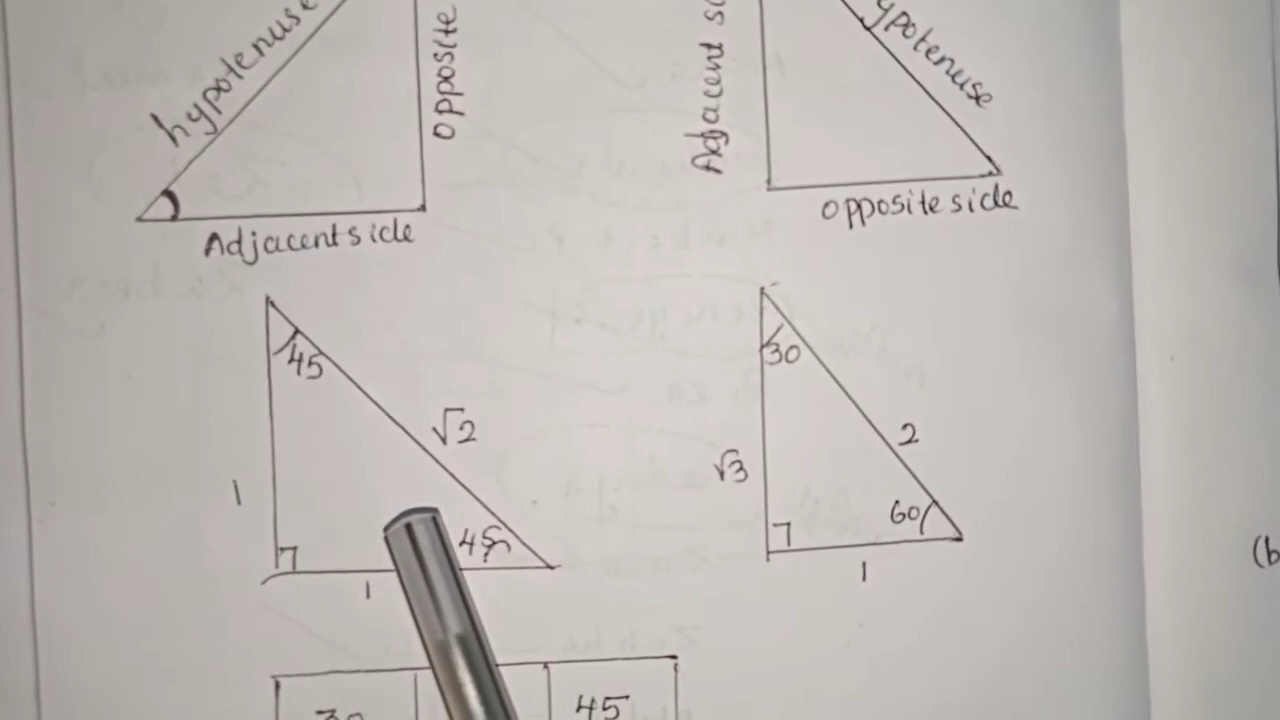 hypotenuse
opposite
Adjacent side
Adjacent
hypotenuse
opposite side
45
√2
1
45
1
30
√3
2
60
1
(b
30
45